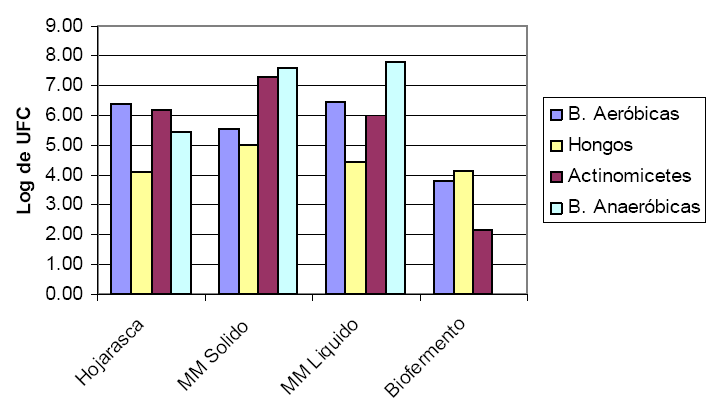 9.00
8.00
7.00
6.00
5.00
4.00
3.00
2.00
1.00
0.00
Log de UFC
Hojarasca
MM Solido
MM Liquido
Biofermento
B. Aeróbicas
Hongos
Actinomicetes
B. Anaeróbicas